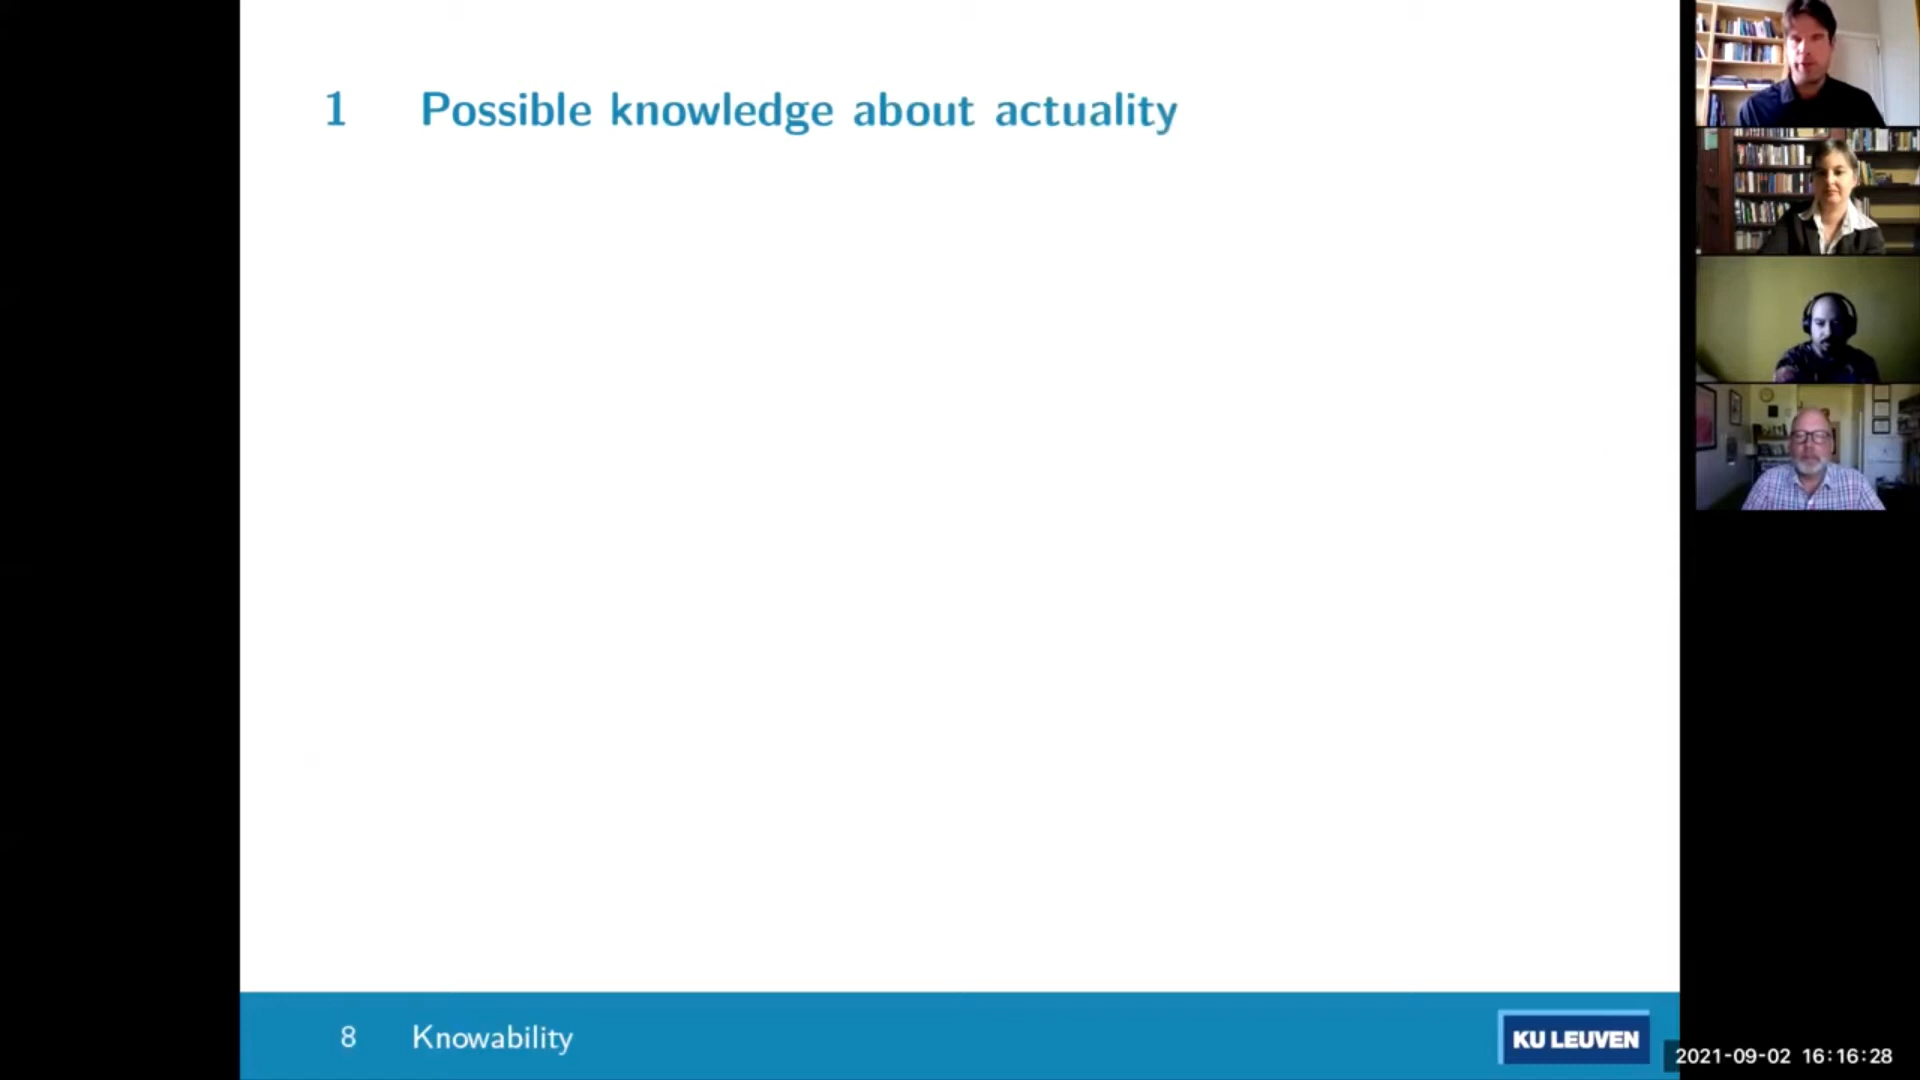 1 Possible knowledge about actuality
8 Knowability
KU LEUVEN
2021-09-02 16:16:28